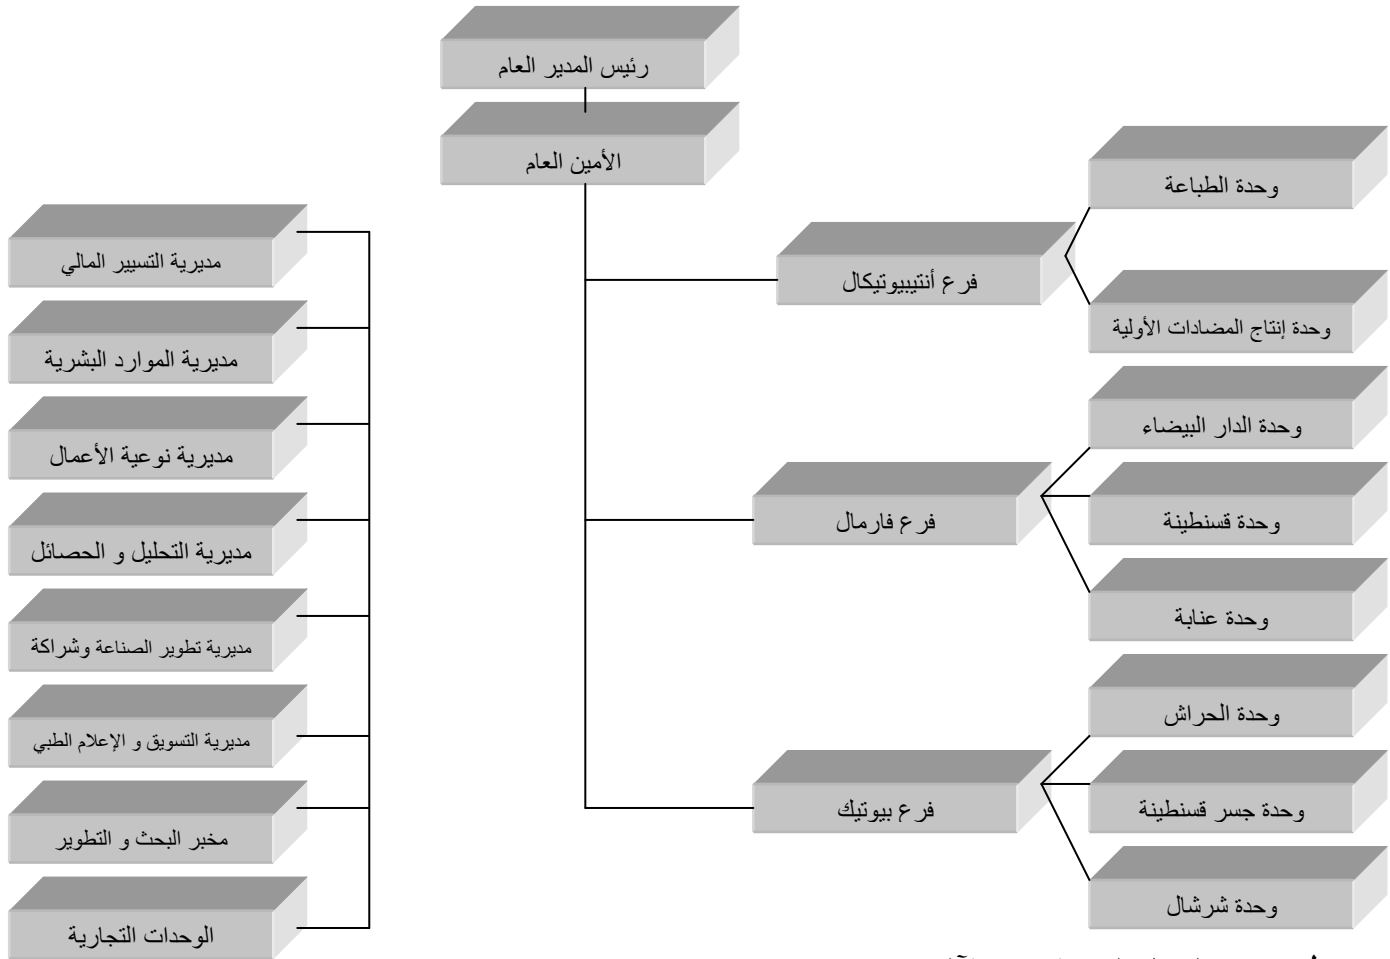 رئيس المدير العام
الأمين العام
وحدة الطباعة
فرع أنتيبيوتيكال
وحدة إنتاج المضادات الأولية
وحدة الدار البيضاء
فرع فارمال
وحدة قسنطينة
وحدة عنابة
وحدة الحراش
فرع بيوتيك
وحدة جسر قسنطينة
وحدة شرشال
مديرية التسيير المالي
مديرية الموارد البشرية
مديرية نوعية الأعمال
مديرية التحليل و الحصائل
مديرية تطوير الصناعة وشراكة
مديرية التسويق و الإعلام الطبي
مخبر البحث و التطوير
الوحدات التجارية